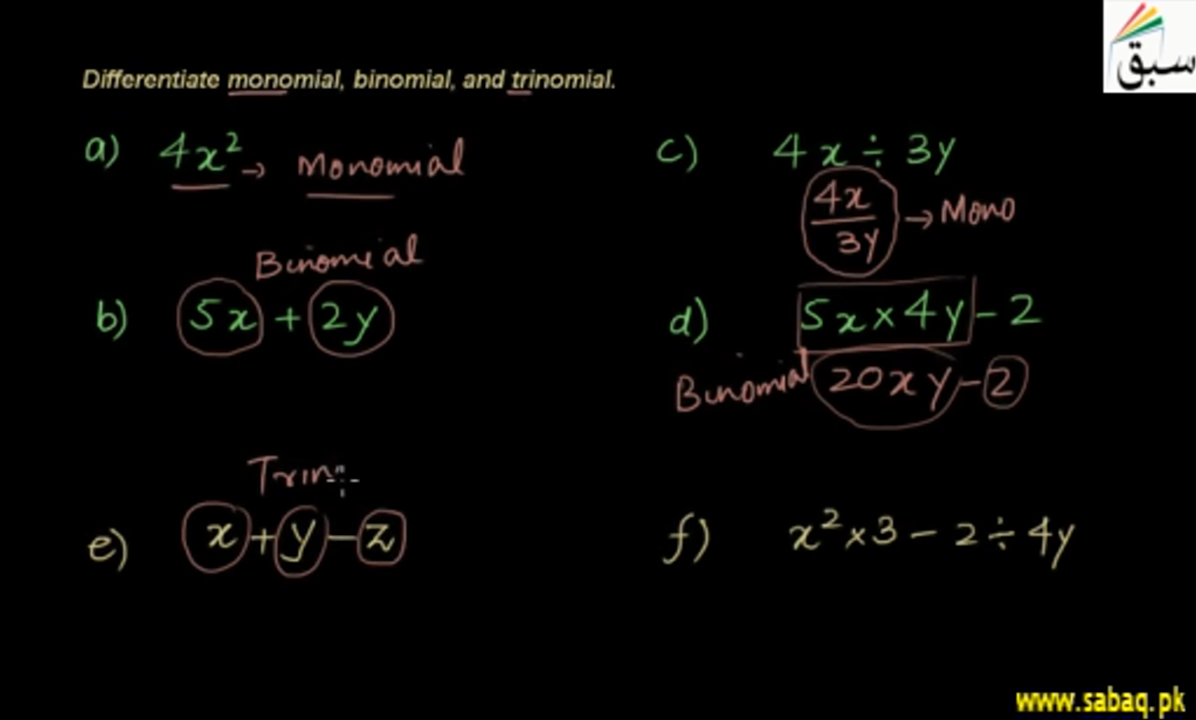 سبق
Differentiate monomial, binomial, and trinomial.
a) 4x² → Monomial
c) 4x ÷ 3y
4x/3y → Mono
Binomial
b) 5x + 2y
d) 5x × 4y - 2
Binomial 20xy - 2
Trin
e) x + y - z
f) x² × 3 - 2 ÷ 4y
www.sabaq.pk